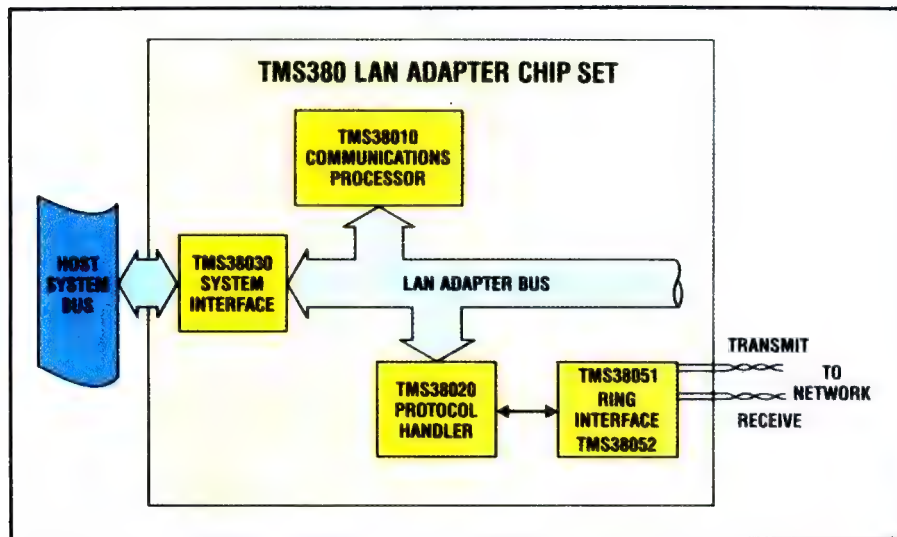 TMS380 LAN ADAPTER CHIP SET
TMS38010
COMMUNICATIONS
PROCESSOR
HOST
SYSTEM
BUS
TMS38030
SYSTEM
INTERFACE
LAN ADAPTER BUS
TMS38020
PROTOCOL
HANDLER
TMS38051
RING
INTERFACE
TMS38052
TRANSMIT
TO
NETWORK
RECEIVE